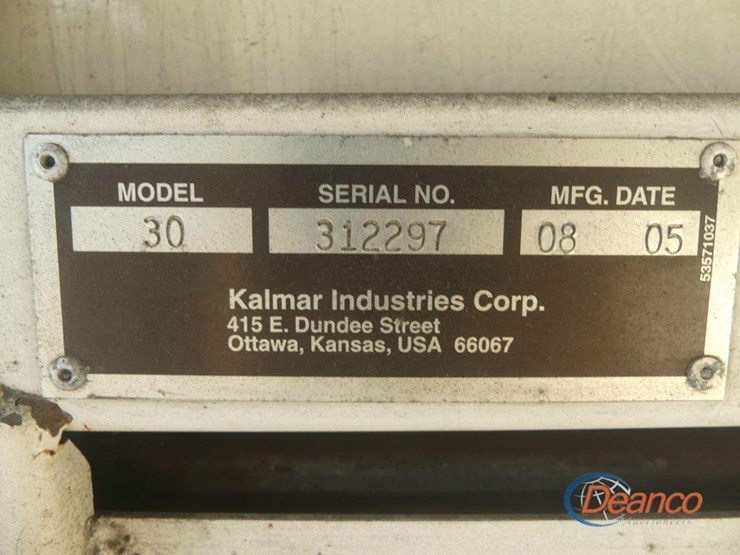 MODEL SERIAL NO. MFG. DATE
30 312297 08 05
53571037
Kalmar Industries Corp.
415 E. Dundee Street
Ottawa, Kansas, USA 66067
Deanco
Auctioneers